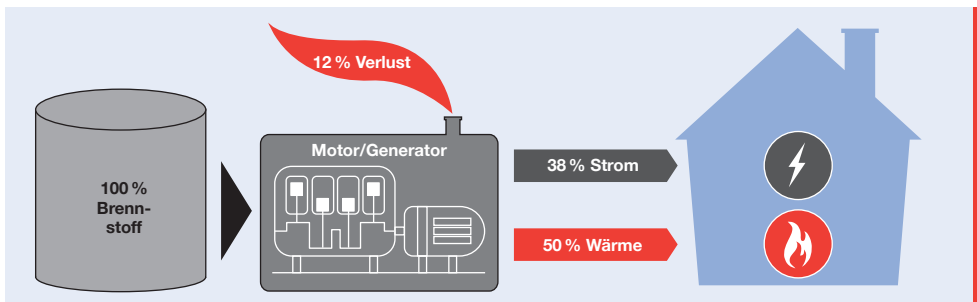 12 % Verlust
Motor/Generator
100 %
Brenn-
stoff
38 % Strom
50 % Wärme